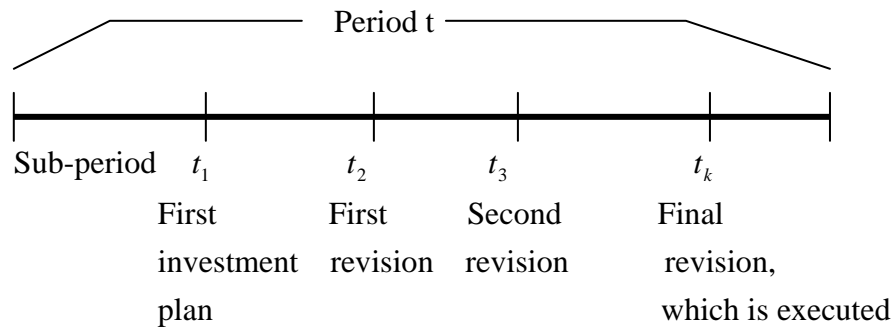 Period t
Sub-period t₁ t₂ t₃ tₖ
First First Second Final
investment revision revision revision,
plan which is executed